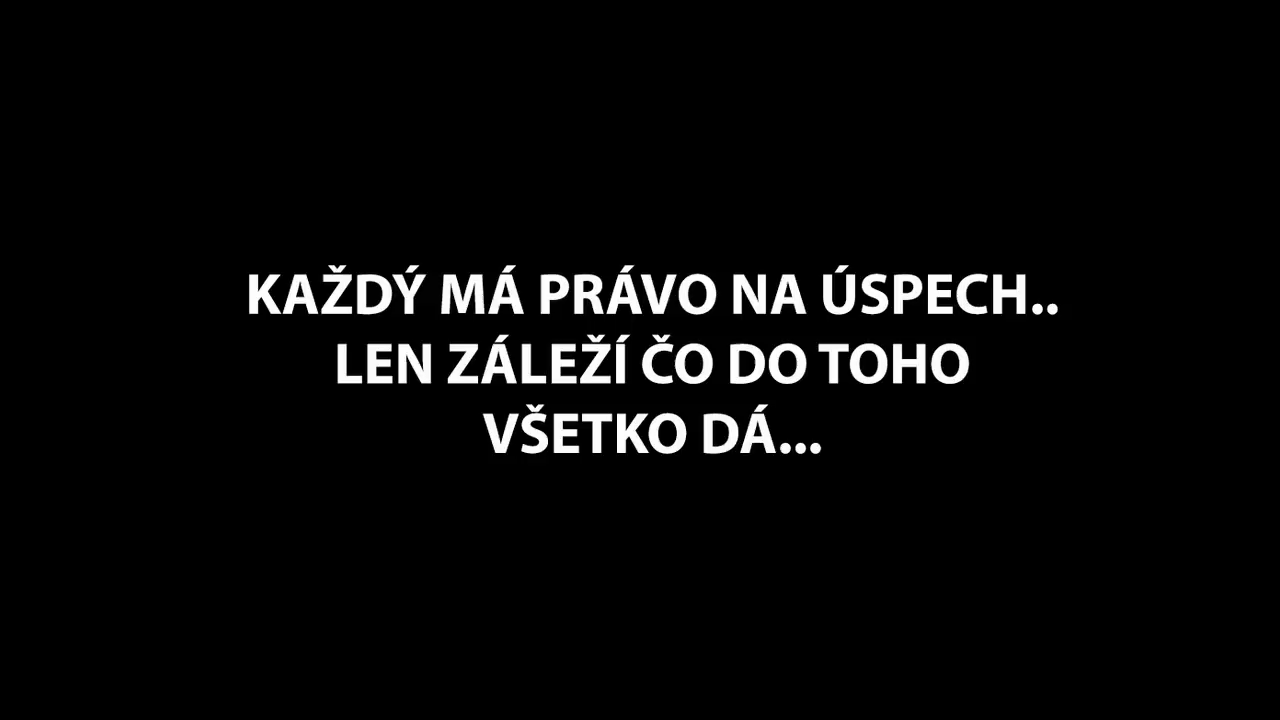 KAŽDÝ MÁ PRÁVO NA ÚSPECH..
LEN ZÁLEŽÍ ČO DO TOHO
VŠETKO DÁ...